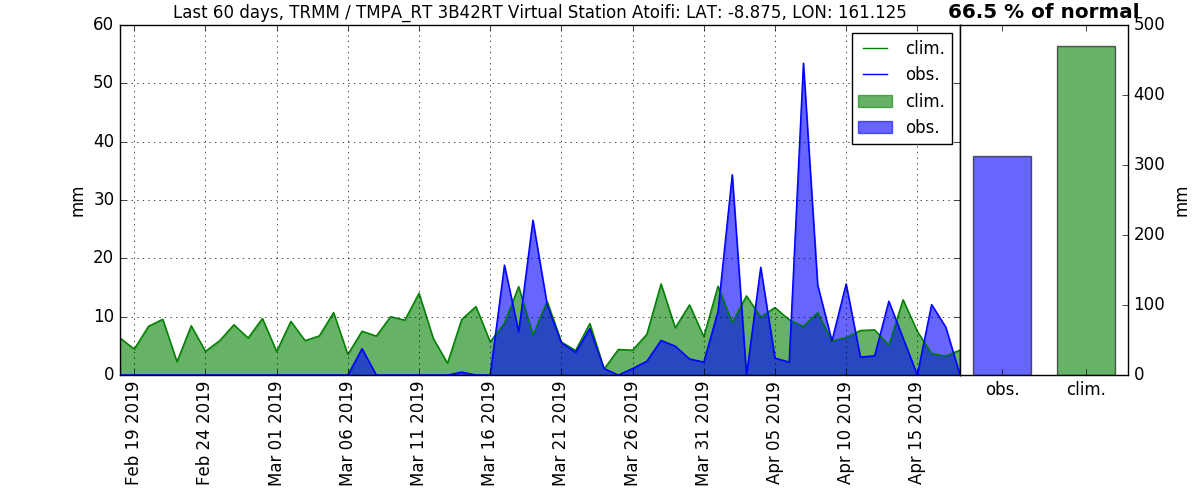 Last 60 days, TRMM / TMPA_RT 3B42RT Virtual Station Atoifi: LAT: -8.875, LON: 161.125
66.5 % of normal
60
50
40
30
20
10
0
mm
clim.
obs.
clim.
obs.
500
400
300
200
100
0
mm
Feb 19 2019
Feb 24 2019
Mar 01 2019
Mar 06 2019
Mar 11 2019
Mar 16 2019
Mar 21 2019
Mar 26 2019
Mar 31 2019
Apr 05 2019
Apr 10 2019
Apr 15 2019
obs.
clim.